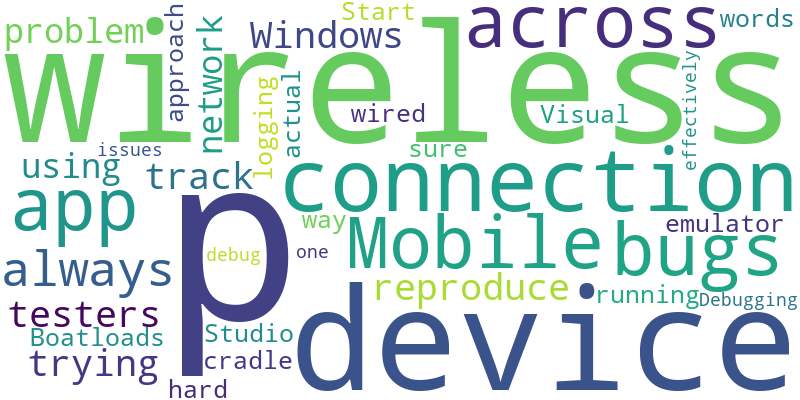 Start
words
problem
approach
network
Windows
across
wireless
logging
actual
wired
Visual
effectively
issues
sure
using
track
connection
app
p
way
Mobile
emulator
bugs
always
debug
one
reproduce
running
Debugging
testers
device
Boatloads
Studio
trying
cradle
hard